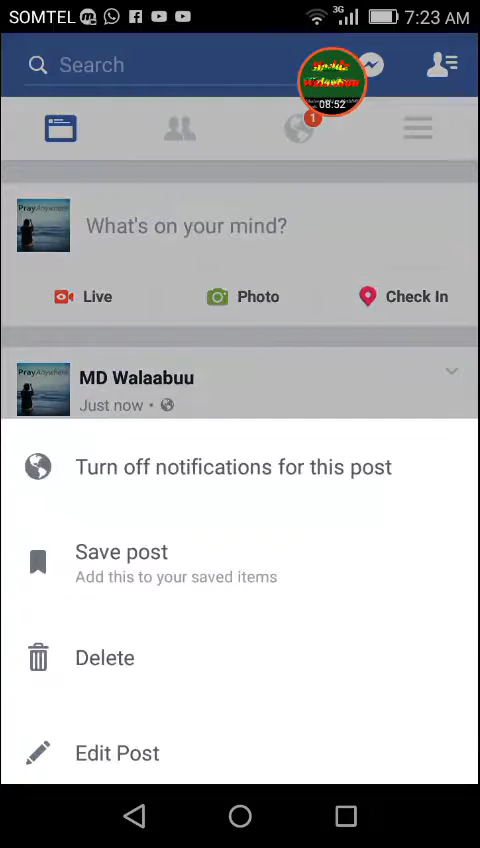 SOMTEL 3G 7:23 AM
Search
08:52
1
PrayAnywhere
What's on your mind?
Live Photo Check In
PrayAnywhere
MD Walaabuu
Just now •
Turn off notifications for this post
Save post
Add this to your saved items
Delete
Edit Post